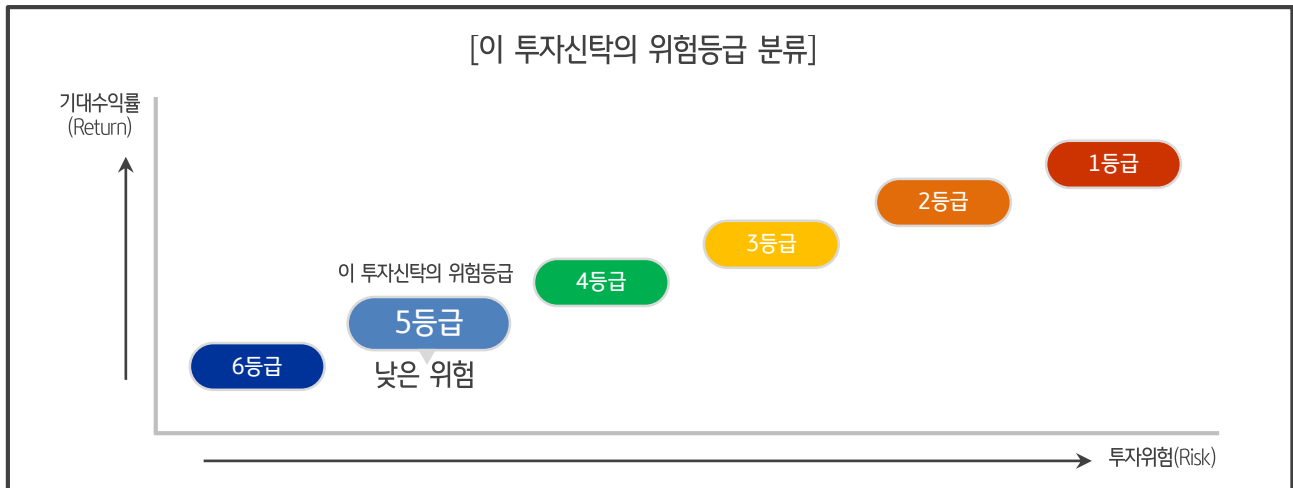 [이 투자신탁의 위험등급 분류]
기대수익률
(Return)
1등급
2등급
3등급
이 투자신탁의 위험등급
4등급
5등급
6등급
낮은 위험
투자위험(Risk)